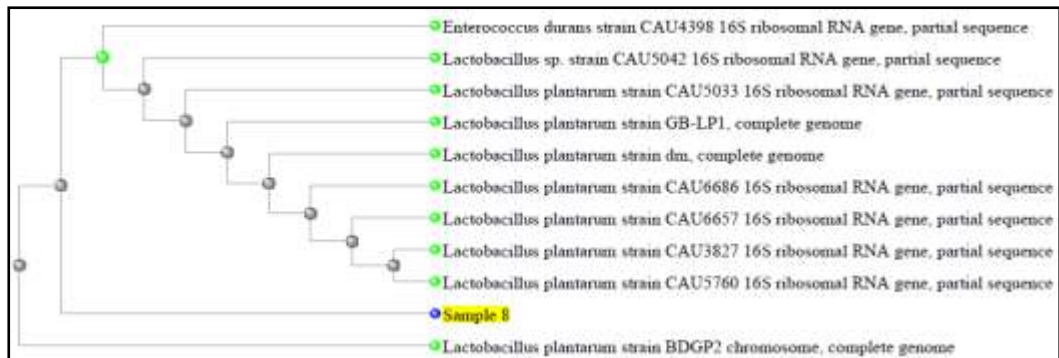 Enterococcus durans strain CAU4398 16S ribosomal RNA gene, partial sequence
Lactobacillus sp. strain CAU5042 16S ribosomal RNA gene, partial sequence
Lactobacillus plantarum strain CAU5033 16S ribosomal RNA gene, partial sequence
Lactobacillus plantarum strain GB-LP1, complete genome
Lactobacillus plantarum strain dm, complete genome
Lactobacillus plantarum strain CAU6686 16S ribosomal RNA gene, partial sequence
Lactobacillus plantarum strain CAU6657 16S ribosomal RNA gene, partial sequence
Lactobacillus plantarum strain CAU3827 16S ribosomal RNA gene, partial sequence
Lactobacillus plantarum strain CAU5760 16S ribosomal RNA gene, partial sequence
Sample 8
Lactobacillus plantarum strain BDGP2 chromosome, complete genome